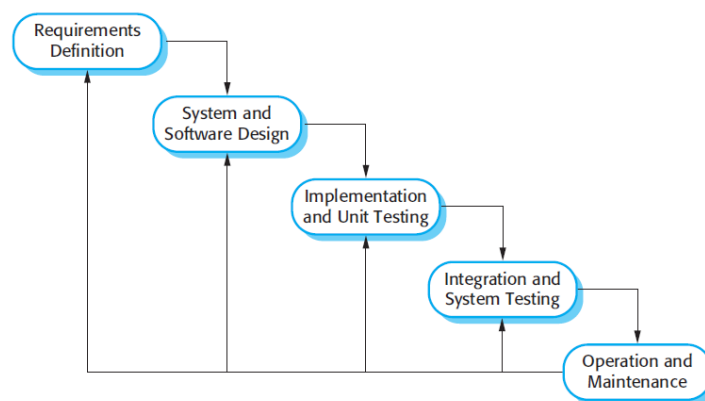 Requirements
Definition
System and
Software Design
Implementation
and Unit Testing
Integration and
System Testing
Operation and
Maintenance